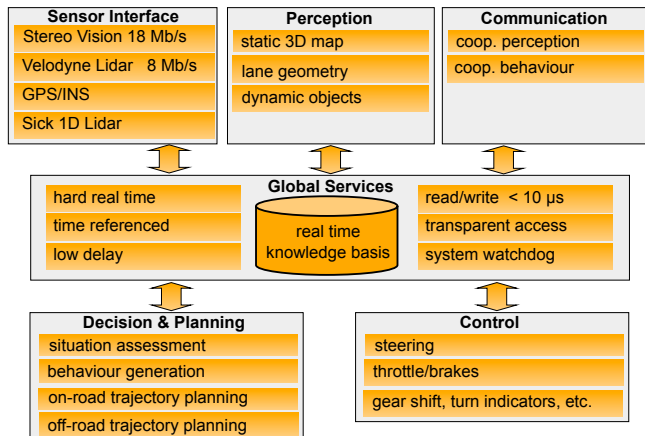 Sensor Interface
Stereo Vision 18 Mb/s
Velodyne Lidar 8 Mb/s
GPS/INS
Sick 1D Lidar
Perception
static 3D map
lane geometry
dynamic objects
Communication
coop. perception
coop. behaviour
Global Services
hard real time
time referenced
low delay
real time
knowledge basis
read/write < 10 µs
transparent access
system watchdog
Decision & Planning
situation assessment
behaviour generation
on-road trajectory planning
off-road trajectory planning
Control
steering
throttle/brakes
gear shift, turn indicators, etc.